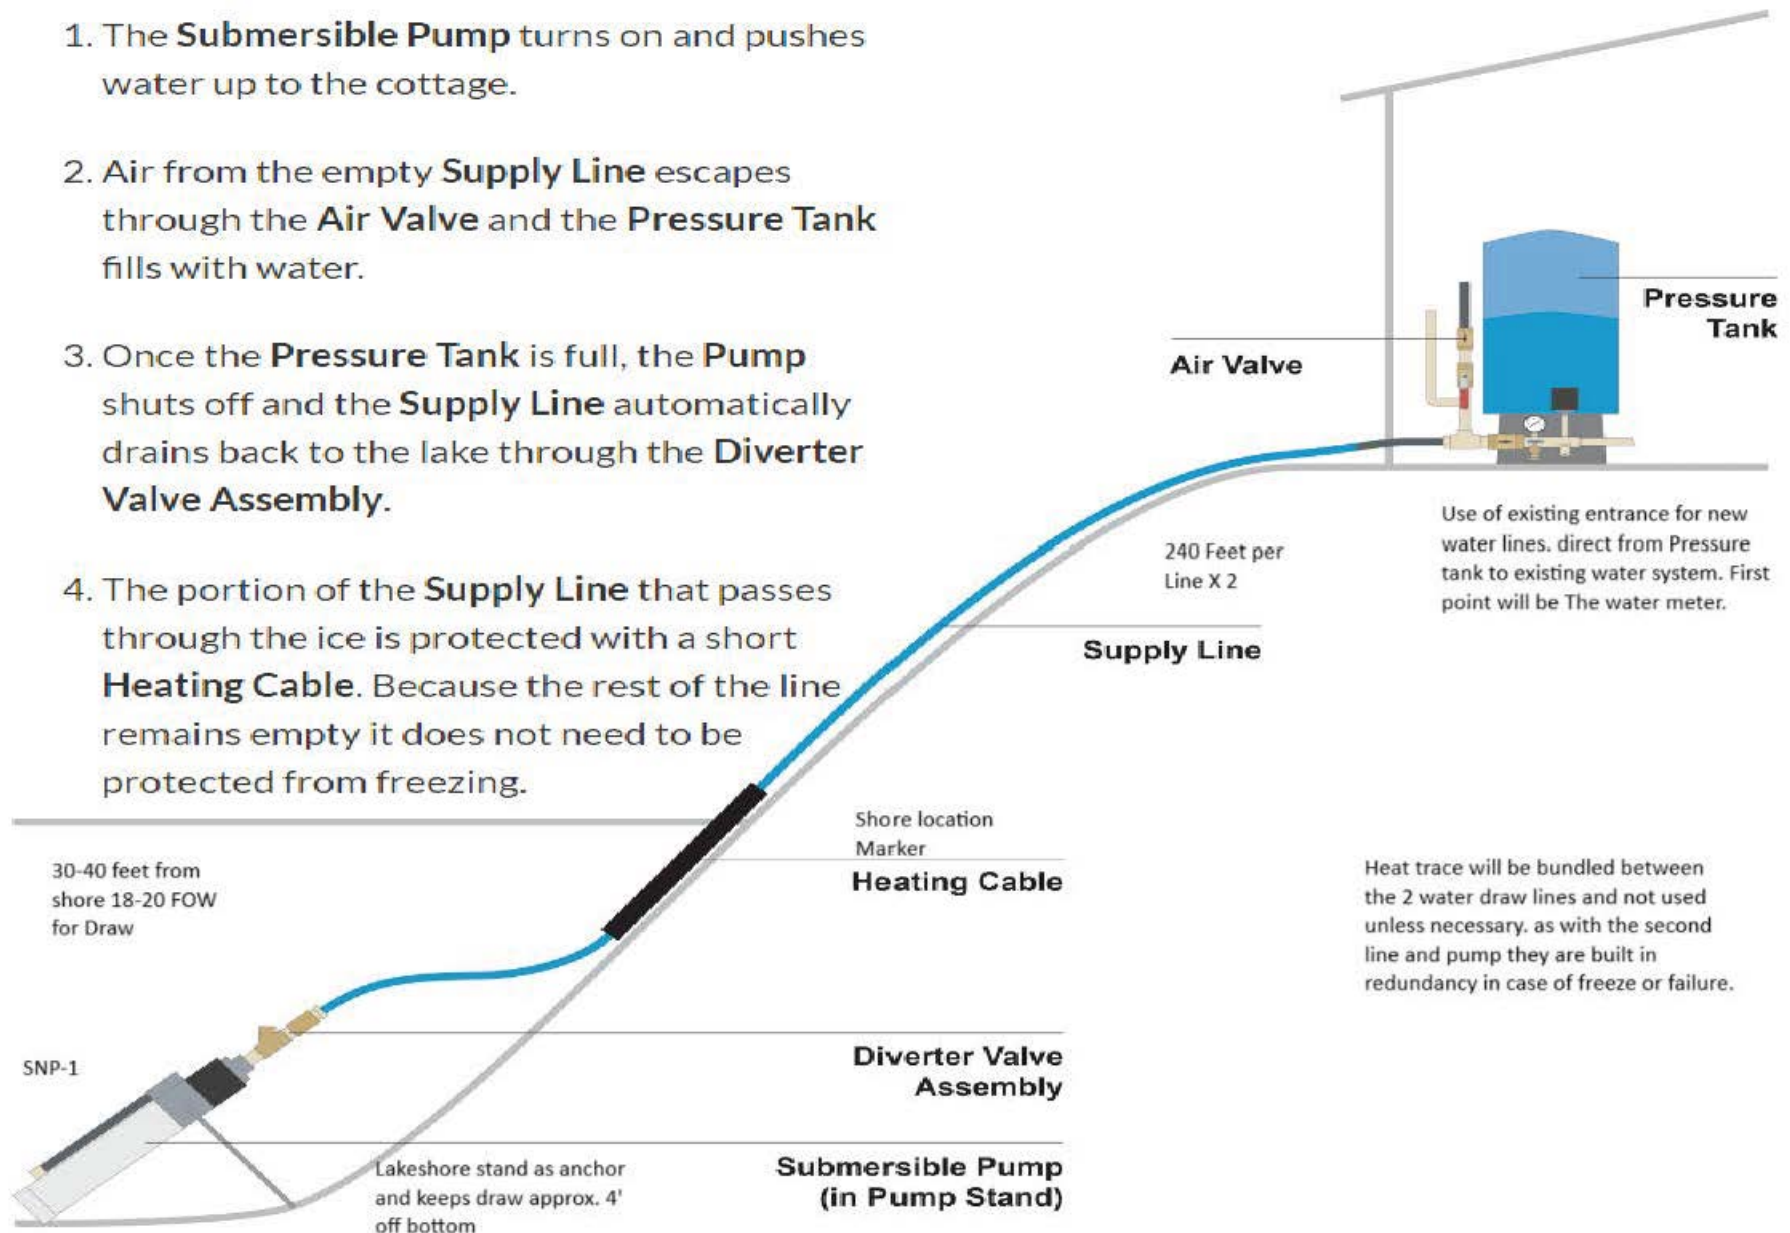 1. The Submersible Pump turns on and pushes
water up to the cottage.
2. Air from the empty Supply Line escapes
through the Air Valve and the Pressure Tank
fills with water.
3. Once the Pressure Tank is full, the Pump
shuts off and the Supply Line automatically
drains back to the lake through the Diverter
Valve Assembly.
4. The portion of the Supply Line that passes
through the ice is protected with a short
Heating Cable. Because the rest of the line
remains empty it does not need to be
protected from freezing.
Pressure
Tank
Air Valve
Use of existing entrance for new
water lines. direct from Pressure
tank to existing water system. First
point will be The water meter.
240 Feet per
Line X 2
Supply Line
Shore location
Marker
Heating Cable
30-40 feet from
shore 18-20 FOW
for Draw
Heat trace will be bundled between
the 2 water draw lines and not used
unless necessary. as with the second
line and pump they are built in
redundancy in case of freeze or failure.
SNP-1
Diverter Valve
Assembly
Lakeshore stand as anchor
and keeps draw approx. 4'
off bottom
Submersible Pump
(in Pump Stand)